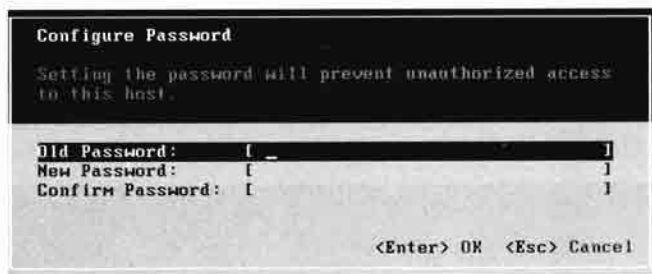 Configure Password
Setting the password will prevent unauthorized access
to this host.
Old Password: [ _ ]
New Password: [ ]
Confirm Password: [ ]
<Enter> OK <Esc> Cancel